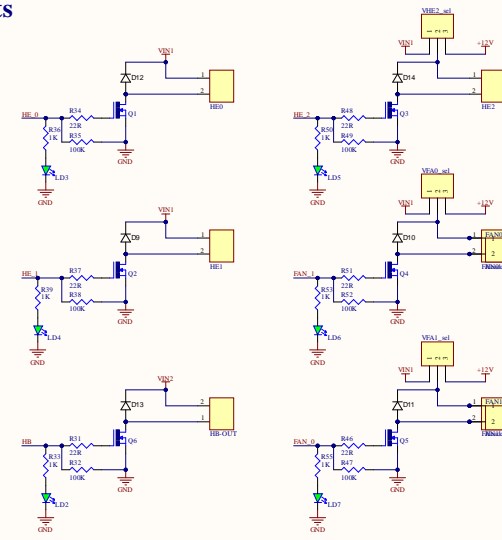 ts
VIN1
D12
1
2
HE0
HE_0
R34
22R
Q1
R36
1K
R35
100K
LD3
GND
GND
VHE2_sel
1 2 3
VIN1
+12V
D14
1
2
HE2
HE_2
R48
22R
Q3
R50
1K
R49
100K
LD5
GND
GND
VIN1
D9
1
2
HE1
HE_1
R37
22R
Q2
R39
1K
R38
100K
LD4
GND
GND
VFA0_sel
1 2 3
VIN1
+12V
D10
1
2
FAN0
2
FAN_1
R51
22R
Q4
R53
1K
R52
100K
LD6
GND
GND
VIN2
D13
2
1
HB-OUT
HB
R31
22R
Q6
R33
1K
R32
100K
LD2
GND
GND
VFA1_sel
1 2 3
VIN1
+12V
D11
1
2
FAN1
2
FAN_0
R46
22R
Q5
R55
1K
R47
100K
LD7
GND
GND